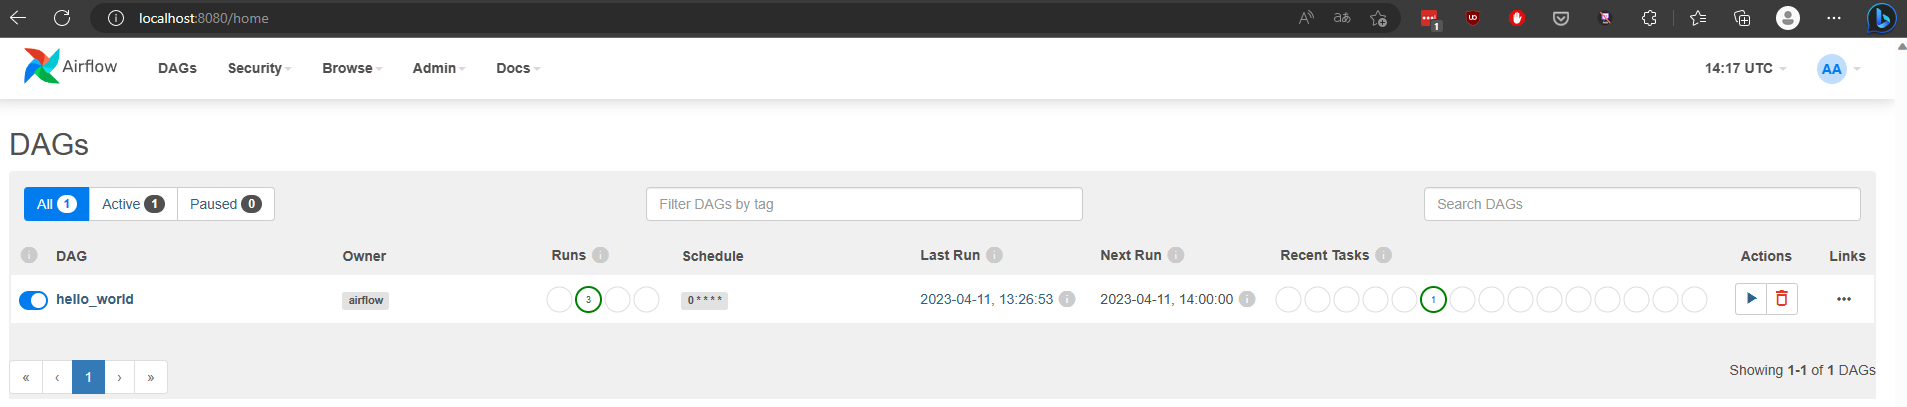 localhost:8080/home
A aあ 1
Airflow DAGs Security Browse Admin Docs 14:17 UTC AA
DAGs
All 1 Active 1 Paused 0 Filter DAGs by tag Search DAGs
i DAG Owner Runs i Schedule Last Run i Next Run i Recent Tasks i Actions Links
hello_world airflow 3 0 * * * * 2023-04-11, 13:26:53 i 2023-04-11, 14:00:00 i 1 ...
« ‹ 1 › » Showing 1-1 of 1 DAGs